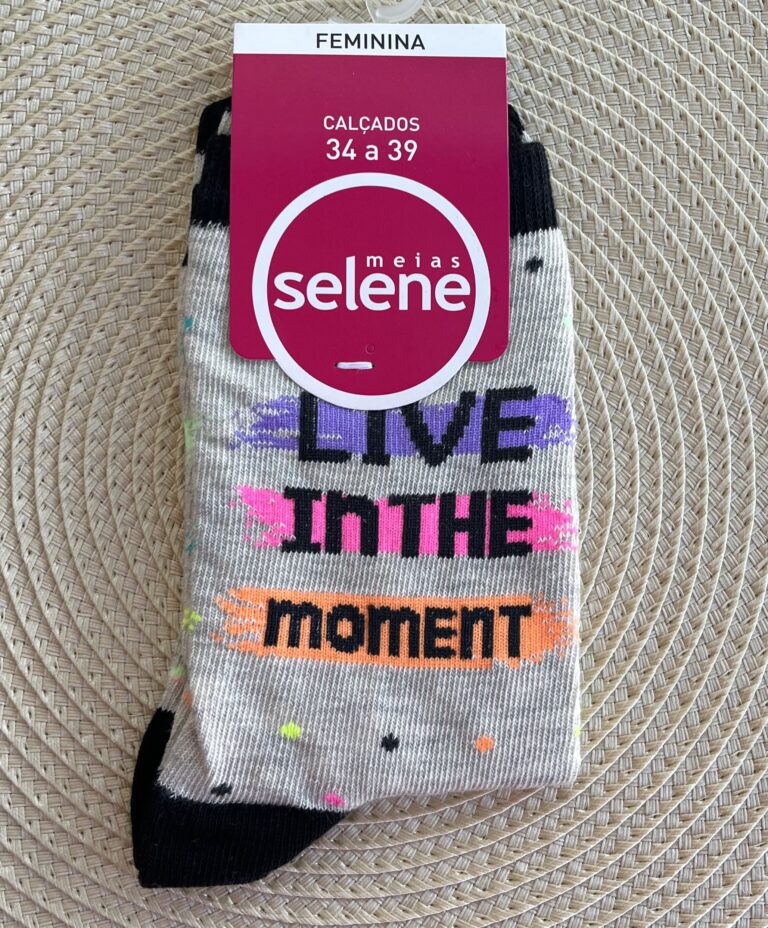 FEMININA
CALÇADOS
34 a 39
meias
selene
LIVE
IN THE
MOMENT